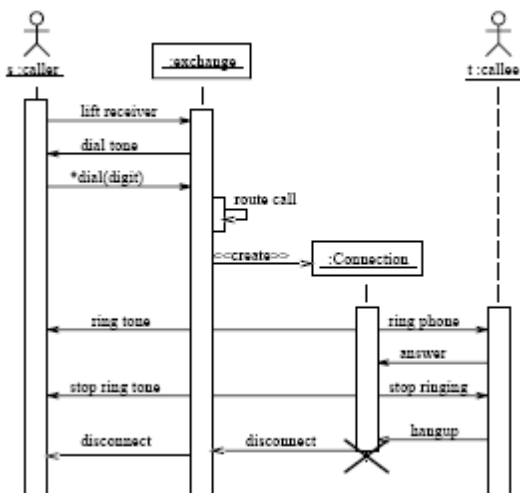 s :caller
:exchange
t :callee
lift receiver
dial tone
*dial(digit)
route call
<<create>>
:Connection
ring tone
ring phone
answer
stop ring tone
stop ringing
hangup
disconnect
disconnect